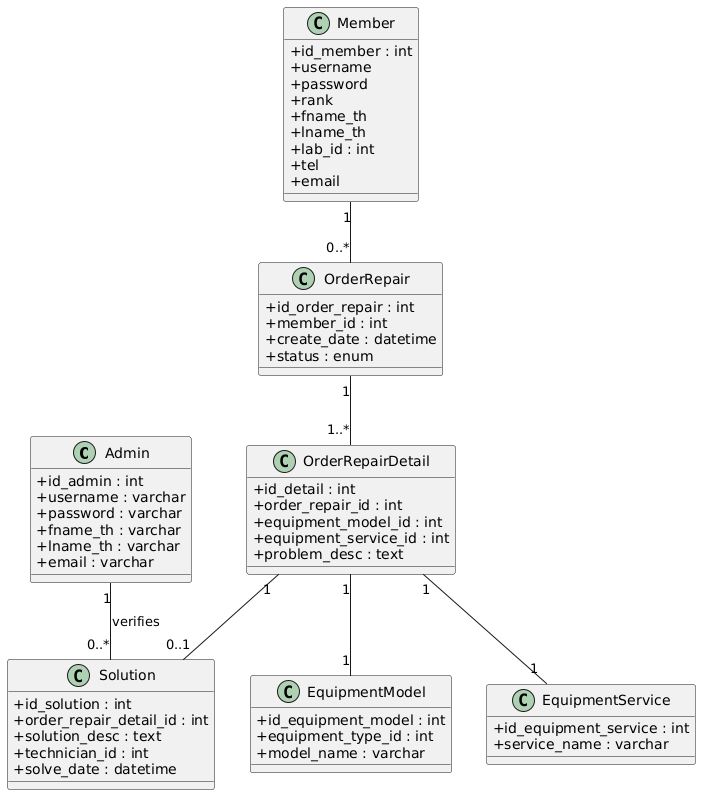 C Member
+id_member : int
+username
+password
+rank
+fname_th
+lname_th
+lab_id : int
+tel
+email
1
0..*
C OrderRepair
+id_order_repair : int
+member_id : int
+create_date : datetime
+status : enum
1
1..*
C Admin
+id_admin : int
+username : varchar
+password : varchar
+fname_th : varchar
+lname_th : varchar
+email : varchar
C OrderRepairDetail
+id_detail : int
+order_repair_id : int
+equipment_model_id : int
+equipment_service_id : int
+problem_desc : text
1
verifies
0..*
1
0..1
1
1
1
1
C Solution
+id_solution : int
+order_repair_detail_id : int
+solution_desc : text
+technician_id : int
+solve_date : datetime
C EquipmentModel
+id_equipment_model : int
+equipment_type_id : int
+model_name : varchar
C EquipmentService
+id_equipment_service : int
+service_name : varchar